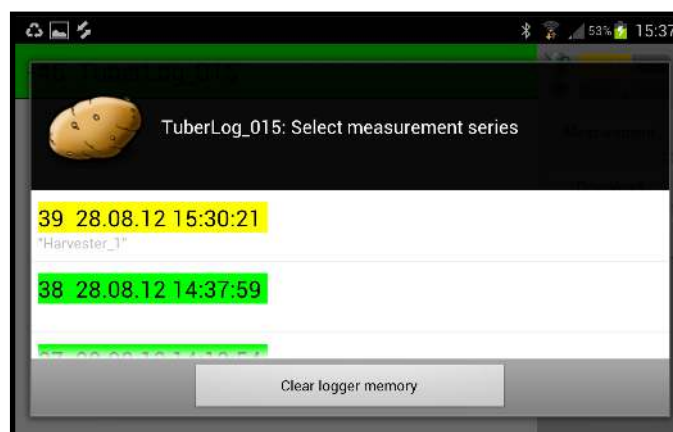 53% 15:37
TuberLog_015: Select measurement series
39 28.08.12 15:30:21
"Harvester_1"
38 28.08.12 14:37:59
Clear logger memory